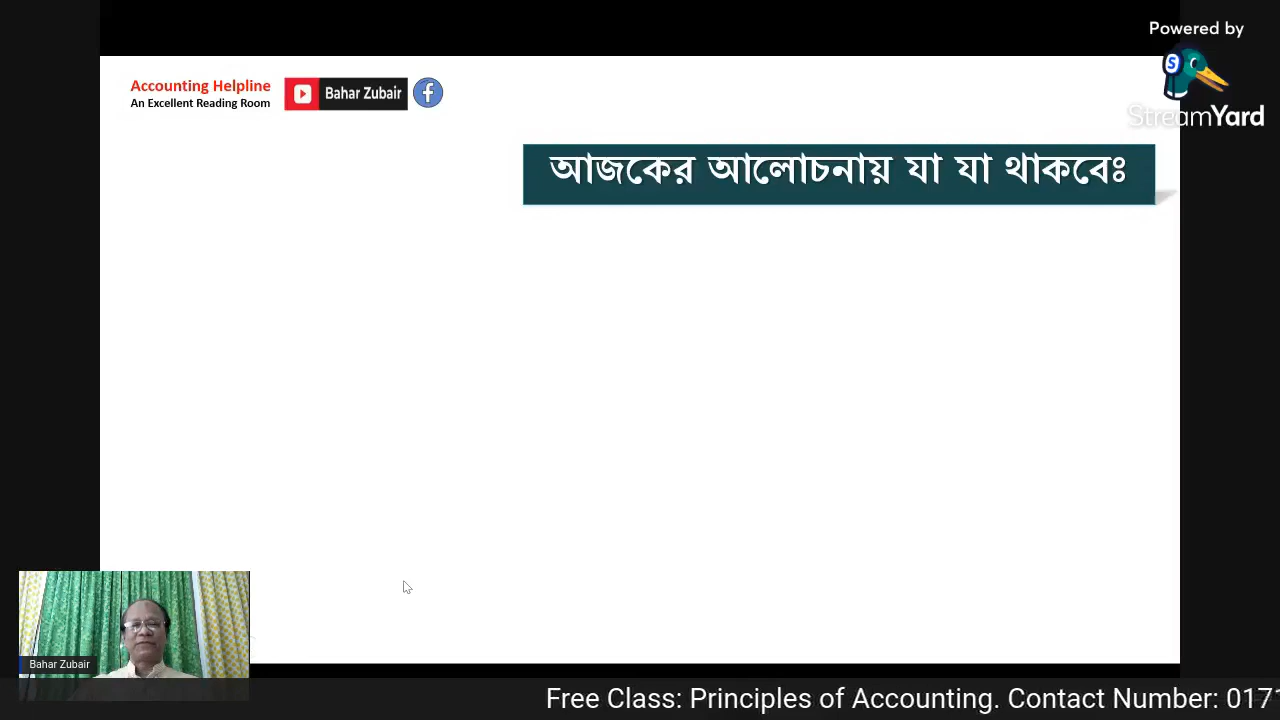 Powered by
StreamYard
Accounting Helpline
An Excellent Reading Room
Bahar Zubair
আজকের আলোচনায় যা যা থাকবেঃ
Bahar Zubair
Free Class: Principles of Accounting. Contact Number: 017